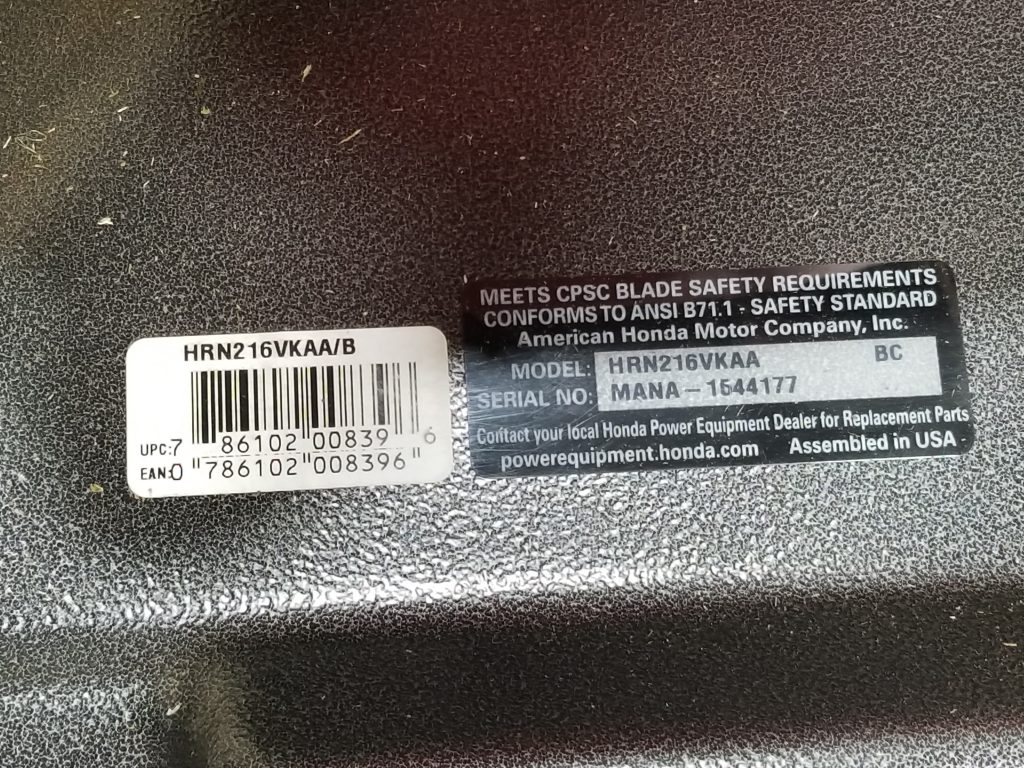 HRN216VKAA/B
UPC:7 86102 00839 6
EAN:0 "786102"008396"
MEETS CPSC BLADE SAFETY REQUIREMENTS
CONFORMS TO ANSI B71.1 - SAFETY STANDARD
American Honda Motor Company, Inc.
MODEL: HRN216VKAA BC
SERIAL NO: MANA – 1544177
Contact your local Honda Power Equipment Dealer for Replacement Parts
powerequipment.honda.com Assembled in USA